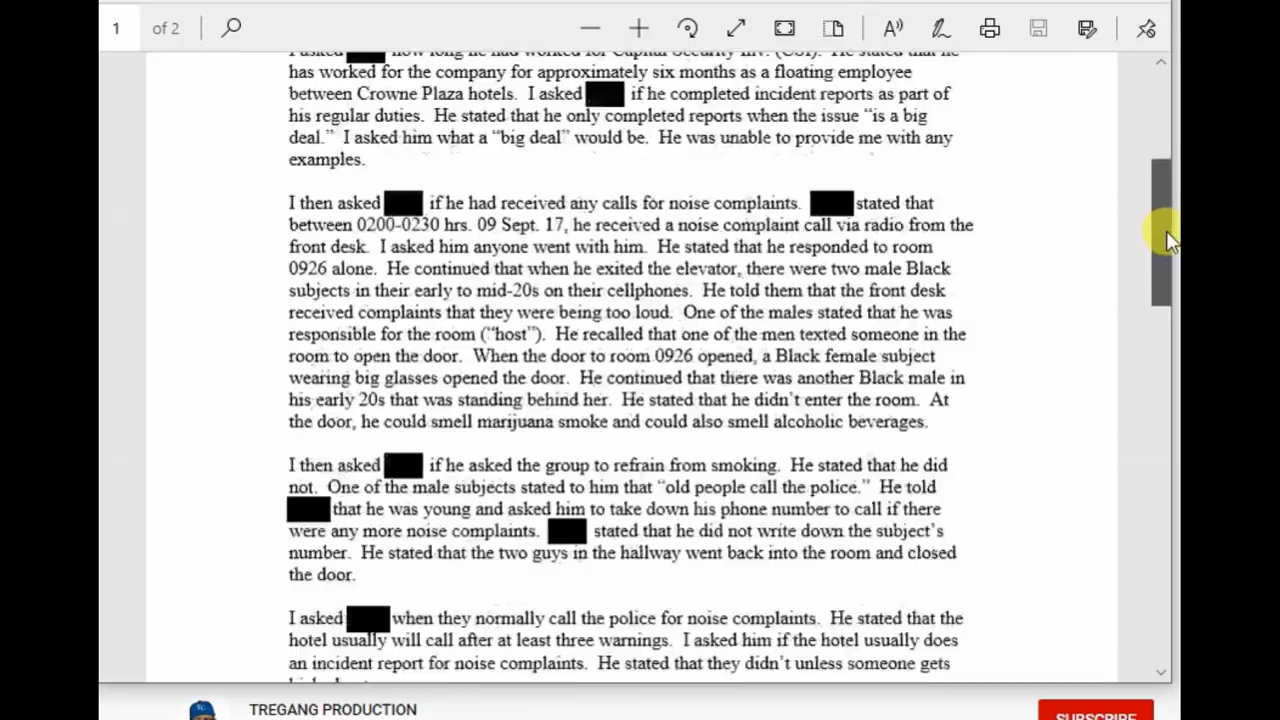 1 of 2
I asked how long he had worked for Capital Security Inv. (CSI). He stated that he
has worked for the company for approximately six months as a floating employee
between Crowne Plaza hotels. I asked if he completed incident reports as part of
his regular duties. He stated that he only completed reports when the issue “is a big
deal.” I asked him what a “big deal” would be. He was unable to provide me with any
examples.
I then asked if he had received any calls for noise complaints. stated that
between 0200-0230 hrs. 09 Sept. 17, he received a noise complaint call via radio from the
front desk. I asked him anyone went with him. He stated that he responded to room
0926 alone. He continued that when he exited the elevator, there were two male Black
subjects in their early to mid-20s on their cellphones. He told them that the front desk
received complaints that they were being too loud. One of the males stated that he was
responsible for the room (“host”). He recalled that one of the men texted someone in the
room to open the door. When the door to room 0926 opened, a Black female subject
wearing big glasses opened the door. He continued that there was another Black male in
his early 20s that was standing behind her. He stated that he didn’t enter the room. At
the door, he could smell marijuana smoke and could also smell alcoholic beverages.
I then asked if he asked the group to refrain from smoking. He stated that he did
not. One of the male subjects stated to him that “old people call the police.” He told
that he was young and asked him to take down his phone number to call if there
were any more noise complaints. stated that he did not write down the subject’s
number. He stated that the two guys in the hallway went back into the room and closed
the door.
I asked when they normally call the police for noise complaints. He stated that the
hotel usually will call after at least three warnings. I asked him if the hotel usually does
an incident report for noise complaints. He stated that they didn’t unless someone gets
TREGANG PRODUCTION
SUBSCRIBE